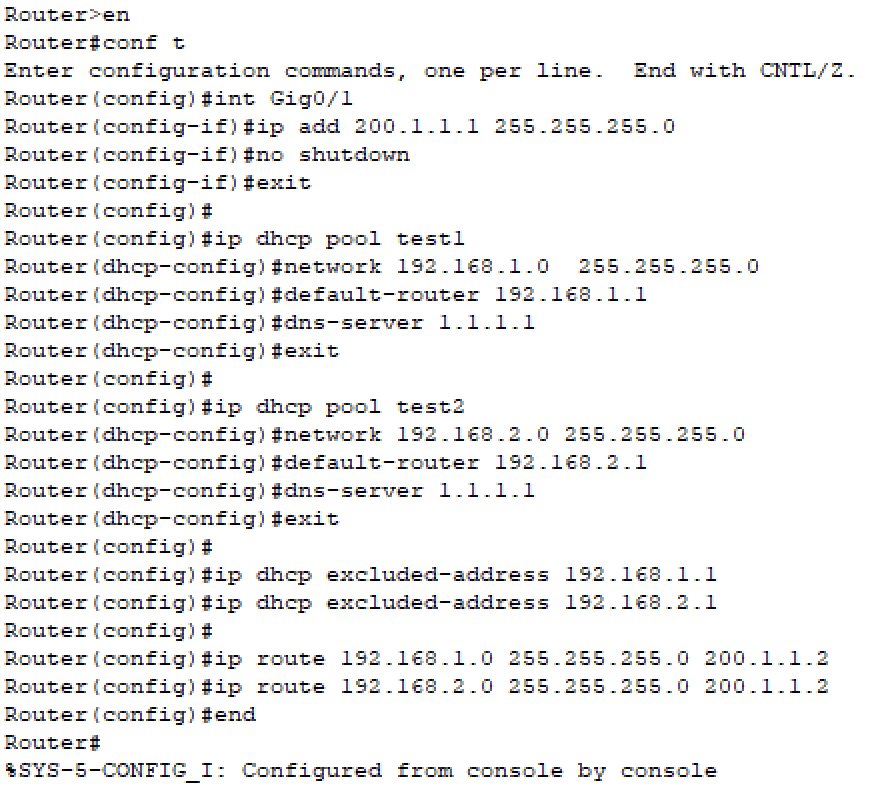 Router>en
Router#conf t
Enter configuration commands, one per line.  End with CNTL/Z.
Router(config)#int Gig0/1
Router(config-if)#ip add 200.1.1.1 255.255.255.0
Router(config-if)#no shutdown
Router(config-if)#exit
Router(config)#
Router(config)#ip dhcp pool test1
Router(dhcp-config)#network 192.168.1.0  255.255.255.0
Router(dhcp-config)#default-router 192.168.1.1
Router(dhcp-config)#dns-server 1.1.1.1
Router(dhcp-config)#exit
Router(config)#
Router(config)#ip dhcp pool test2
Router(dhcp-config)#network 192.168.2.0 255.255.255.0
Router(dhcp-config)#default-router 192.168.2.1
Router(dhcp-config)#dns-server 1.1.1.1
Router(dhcp-config)#exit
Router(config)#
Router(config)#ip dhcp excluded-address 192.168.1.1
Router(config)#ip dhcp excluded-address 192.168.2.1
Router(config)#
Router(config)#ip route 192.168.1.0 255.255.255.0 200.1.1.2
Router(config)#ip route 192.168.2.0 255.255.255.0 200.1.1.2
Router(config)#end
Router#
%SYS-5-CONFIG_I: Configured from console by console